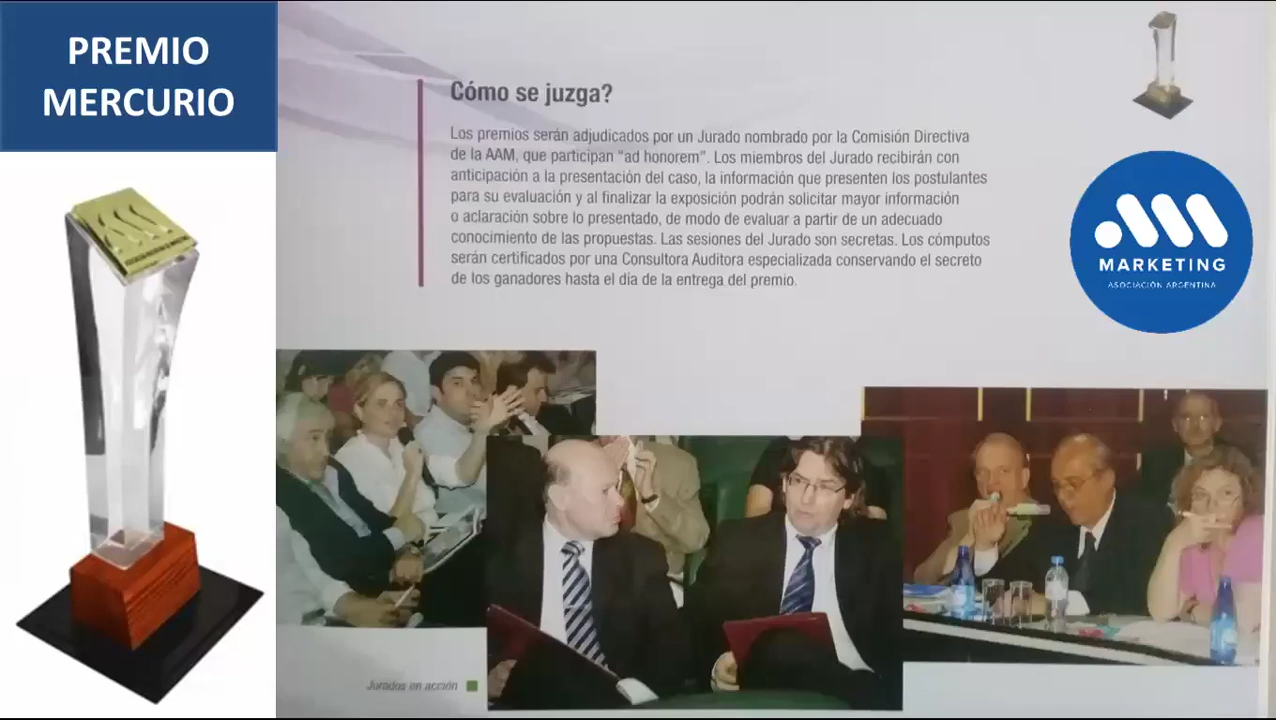 PREMIO
MERCURIO
Cómo se juzga?
Los premios serán adjudicados por un Jurado nombrado por la Comisión Directiva
de la AAM, que participan “ad honorem”. Los miembros del Jurado recibirán con
anticipación a la presentación del caso, la información que presenten los postulantes
para su evaluación y al finalizar la exposición podrán solicitar mayor información
o aclaración sobre lo presentado, de modo de evaluar a partir de un adecuado
conocimiento de las propuestas. Las sesiones del Jurado son secretas. Los cómputos
serán certificados por una Consultora Auditora especializada conservando el secreto
de los ganadores hasta el día de la entrega del premio.
MARKETING
ASOCIACIÓN ARGENTINA
Jurados en acción